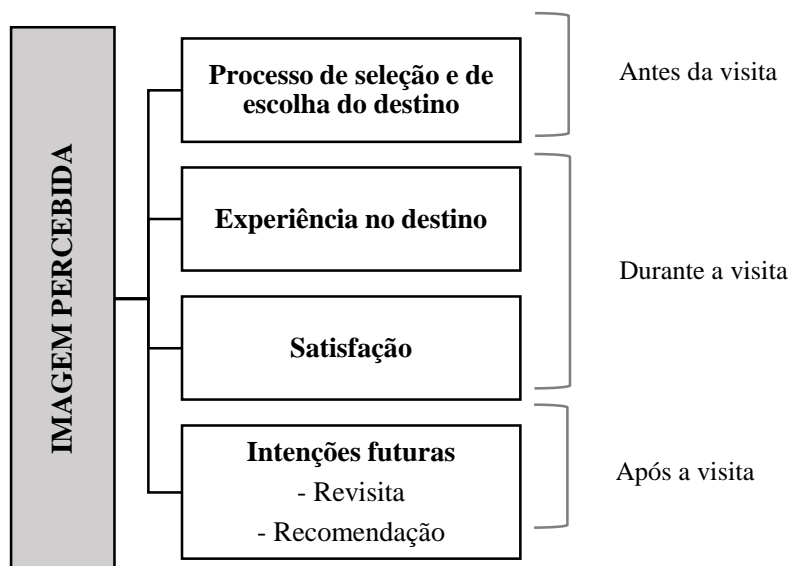 IMAGEM PERCEBIDA
Processo de seleção e de
escolha do destino
Antes da visita
Experiência no destino
Durante a visita
Satisfação
Intenções futuras
- Revisita
- Recomendação
Após a visita